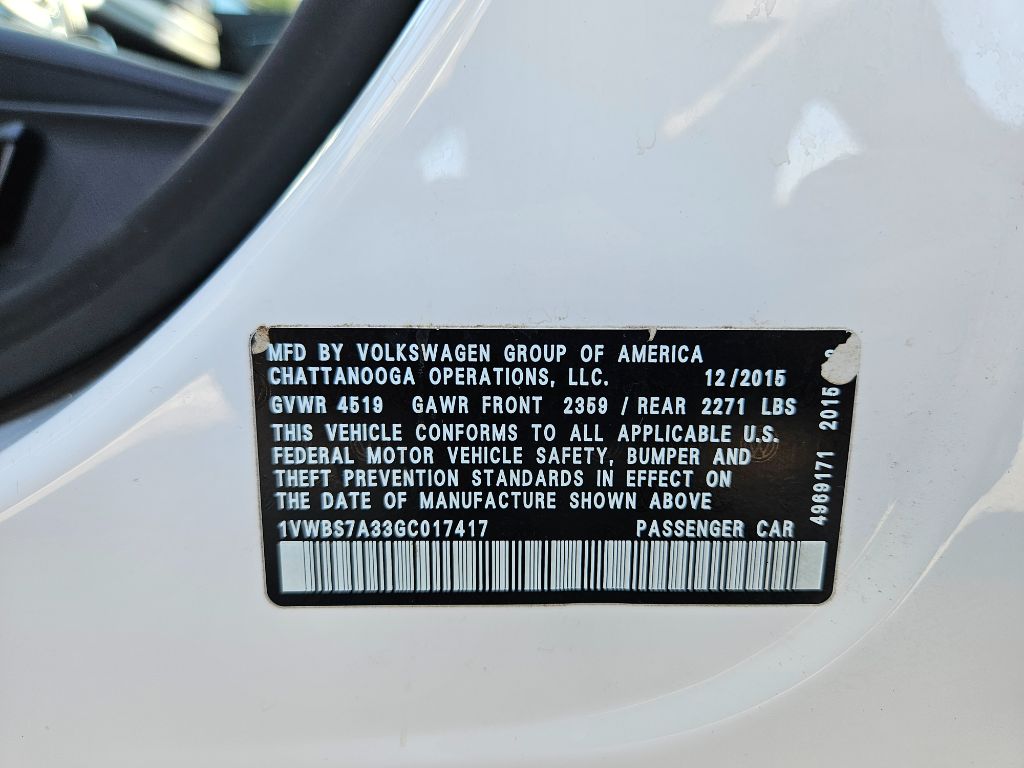 MFD BY VOLKSWAGEN GROUP OF AMERICA
CHATTANOOGA OPERATIONS, LLC. 12/2015
GVWR 4519 GAWR FRONT 2359 / REAR 2271 LBS
THIS VEHICLE CONFORMS TO ALL APPLICABLE U.S.
FEDERAL MOTOR VEHICLE SAFETY, BUMPER AND
THEFT PREVENTION STANDARDS IN EFFECT ON
THE DATE OF MANUFACTURE SHOWN ABOVE
1VWBS7A33GC017417 PASSENGER CAR
4969171 2015